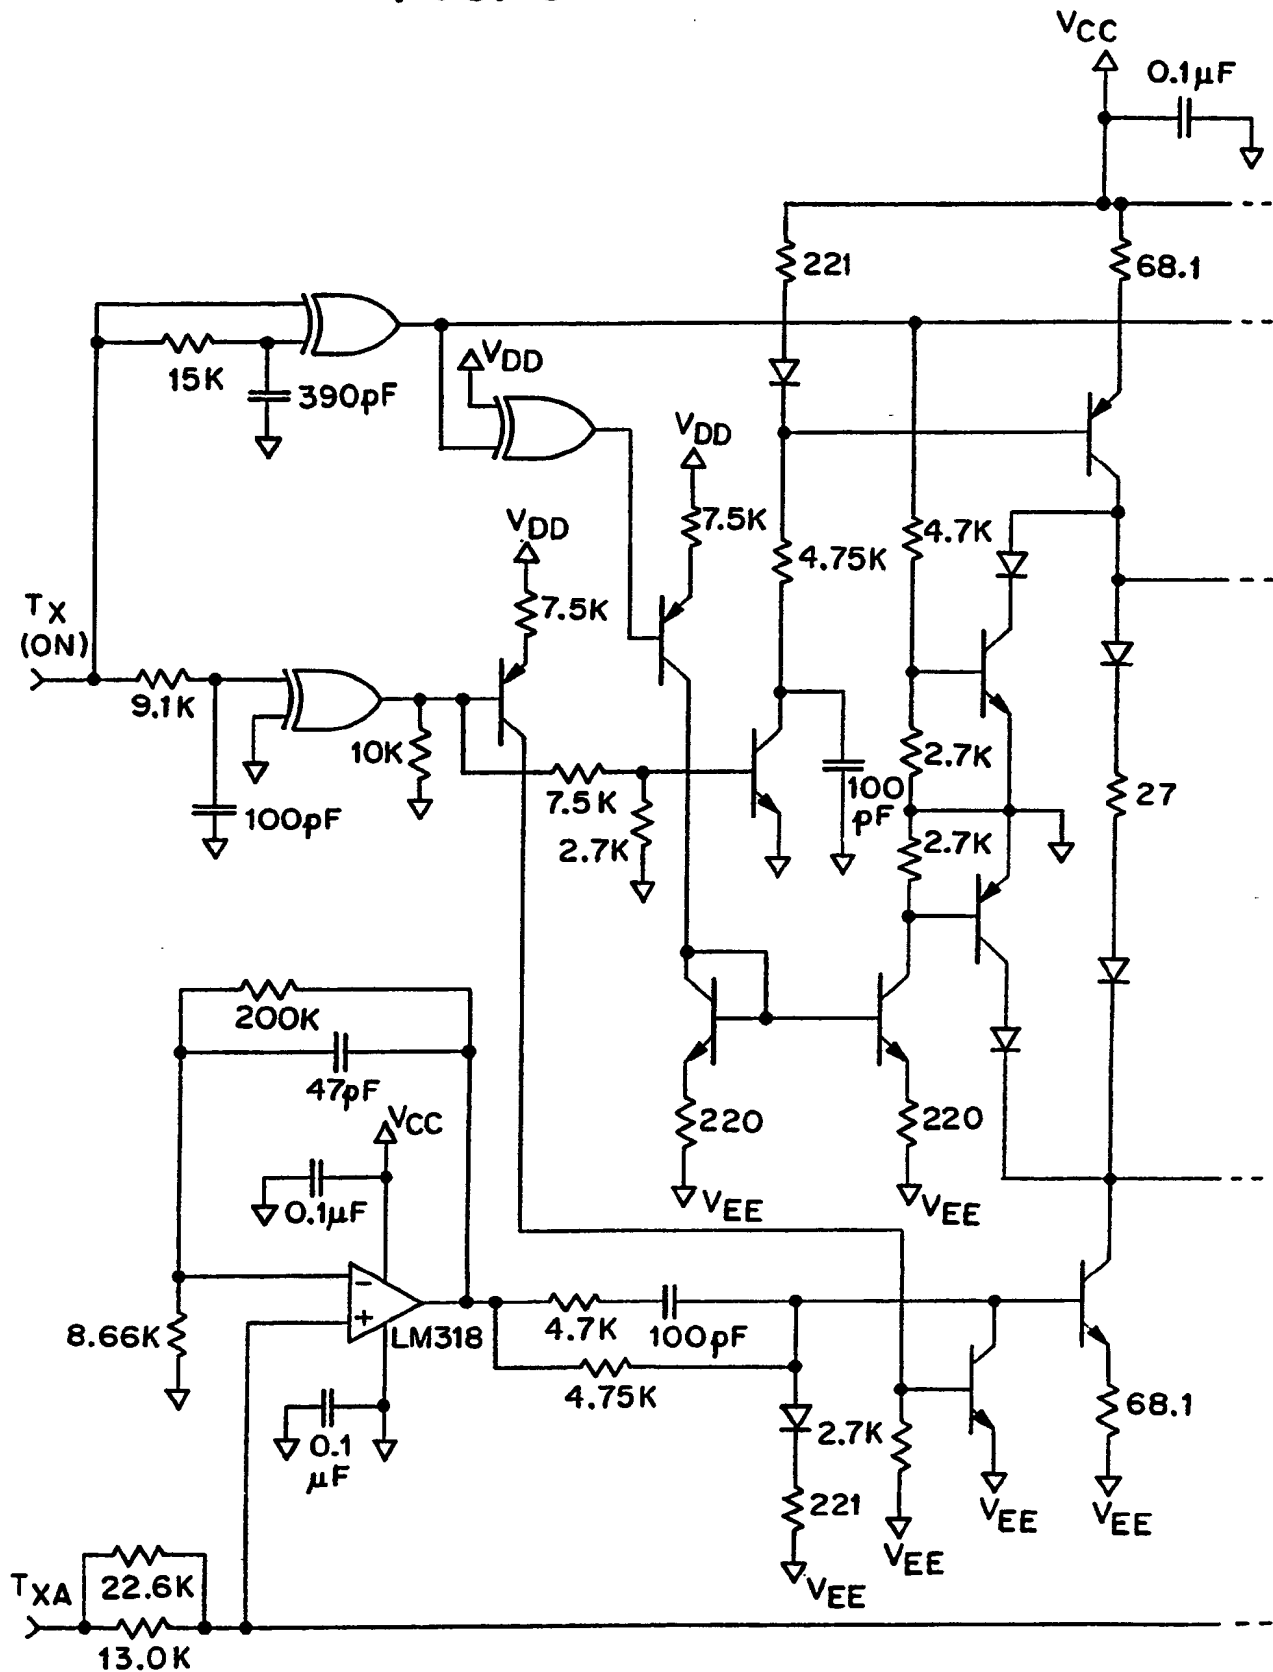 VCC
0.1µF
221
68.1
15K
390pF
VDD
VDD
7.5K
VDD
7.5K
4.75K
4.7K
TX
(ON)
9.1K
100pF
10K
7.5K
2.7K
100
pF
2.7K
2.7K
27
200K
47pF
VCC
0.1µF
220
VEE
220
VEE
8.66K
−
+
LM318
0.1
µF
4.7K
100pF
4.75K
2.7K
221
VEE
VEE
VEE
68.1
VEE
TXA
22.6K
13.0K